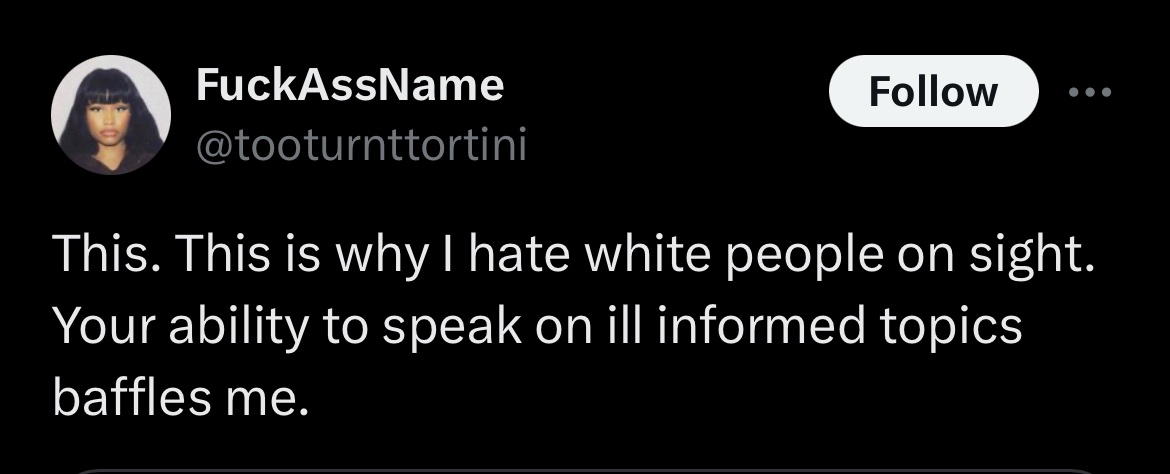 FuckAssName
Follow
@tooturnttortini
This. This is why I hate white people on sight.
Your ability to speak on ill informed topics
baffles me.